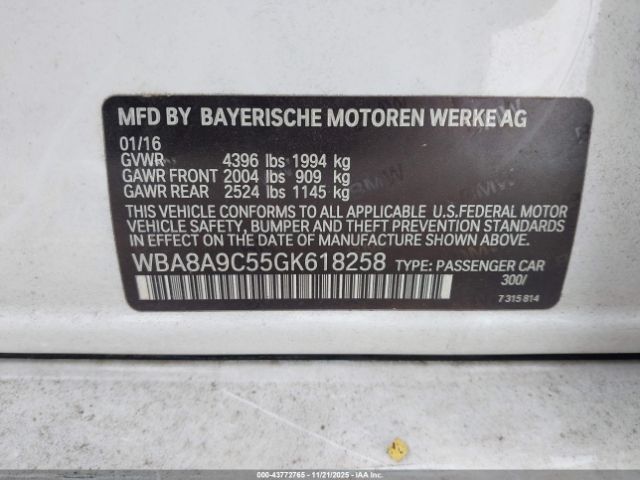 MFD BY BAYERISCHE MOTOREN WERKE AG
01/16
GVWR 4396 lbs 1994 kg
GAWR FRONT 2004 lbs 909 kg
GAWR REAR 2524 lbs 1145 kg
THIS VEHICLE CONFORMS TO ALL APPLICABLE U.S.FEDERAL MOTOR
VEHICLE SAFETY, BUMPER AND THEFT PREVENTION STANDARDS IN
EFFECT ON THE DATE OF MANUFACTURE SHOWN ABOVE.
WBA8A9C55GK618258 TYPE: PASSENGER CAR
300/
7 315 814
000-43772765 - 11/21/2025 - COPART.COM